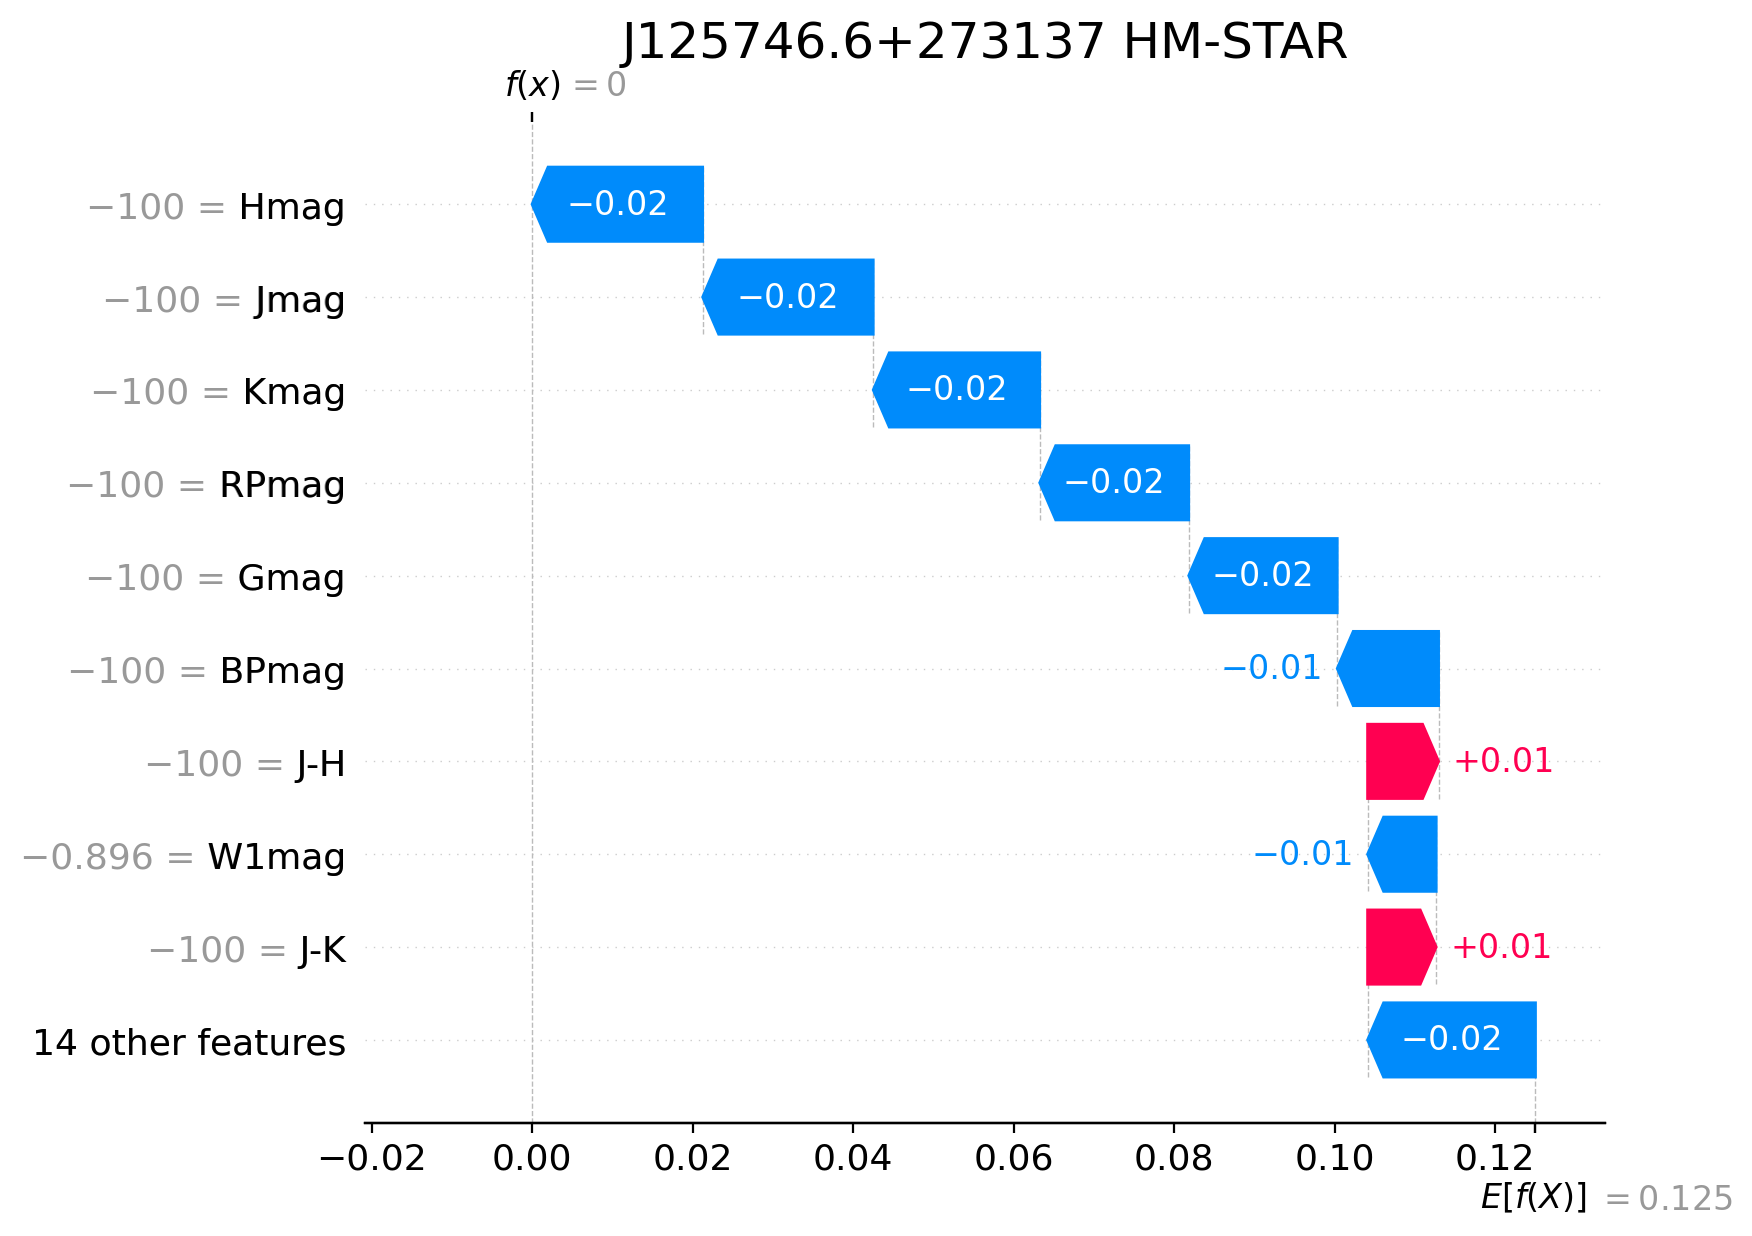 J125746.6+273137 HM-STAR
f(x) = 0
−100 = Hmag
−0.02
−100 = Jmag
−0.02
−100 = Kmag
−0.02
−100 = RPmag
−0.02
−100 = Gmag
−0.02
−100 = BPmag
−0.01
−100 = J-H
+0.01
−0.896 = W1mag
−0.01
−100 = J-K
+0.01
14 other features
−0.02
−0.02 0.00 0.02 0.04 0.06 0.08 0.10 0.12
E[f(X)] = 0.125